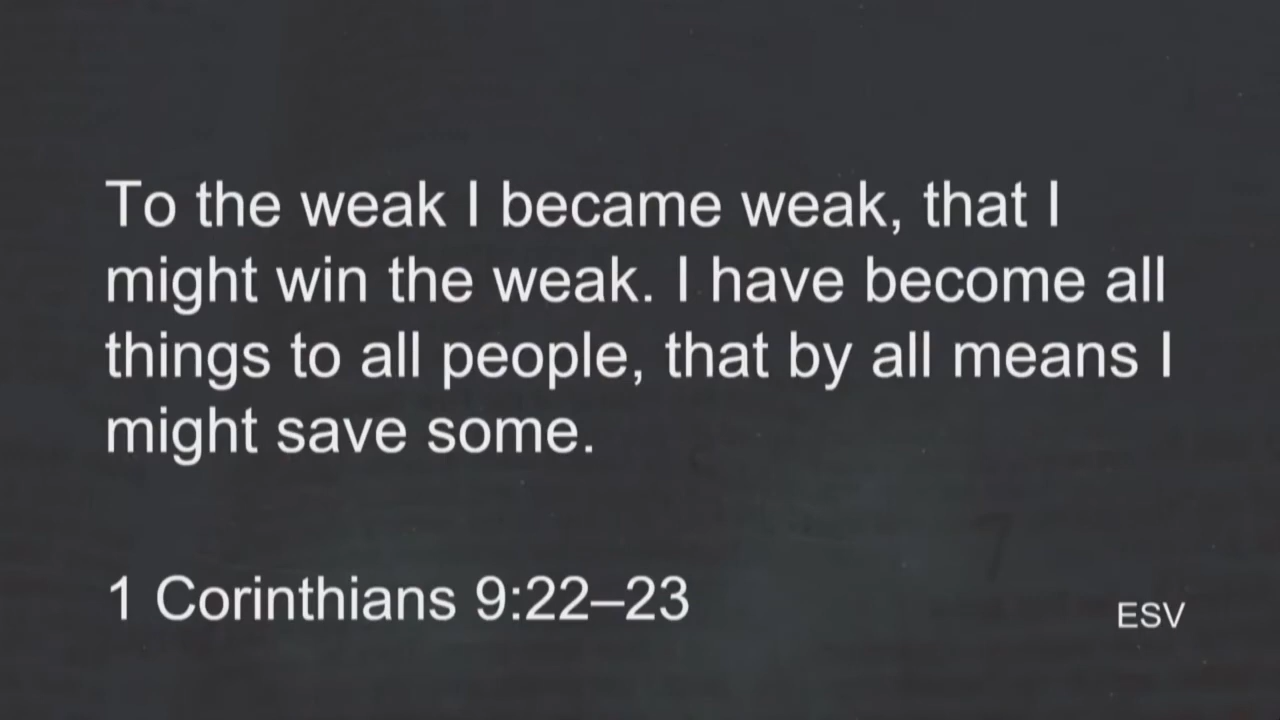 To the weak I became weak, that I
might win the weak. I have become all
things to all people, that by all means I
might save some.
1 Corinthians 9:22–23
ESV